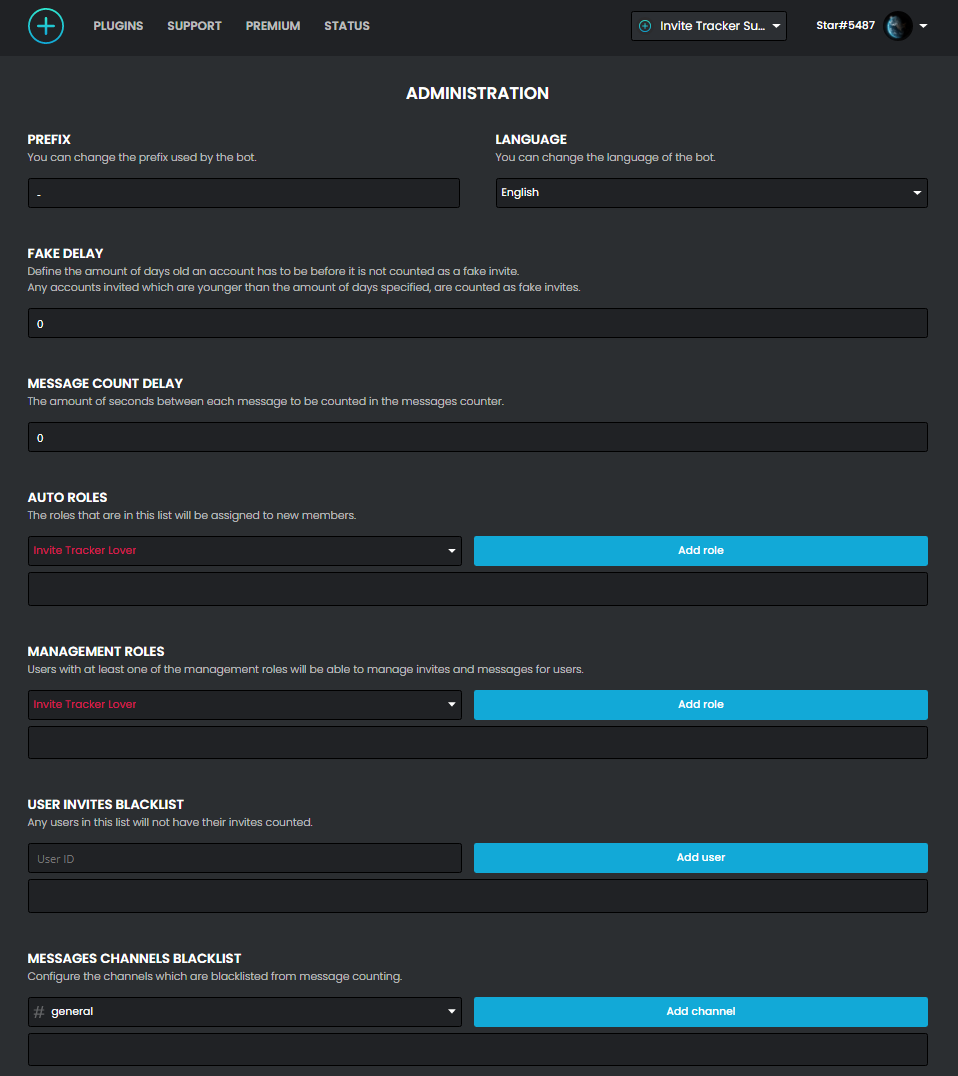 PLUGINS SUPPORT PREMIUM STATUS Invite Tracker Su... Star#5487
ADMINISTRATION
PREFIX LANGUAGE
You can change the prefix used by the bot. You can change the language of the bot.
- English
FAKE DELAY
Define the amount of days old an account has to be before it is not counted as a fake invite.
Any accounts invited which are younger than the amount of days specified, are counted as fake invites.
0
MESSAGE COUNT DELAY
The amount of seconds between each message to be counted in the messages counter.
0
AUTO ROLES
The roles that are in this list will be assigned to new members.
Invite Tracker Lover Add role
MANAGEMENT ROLES
Users with at least one of the management roles will be able to manage invites and messages for users.
Invite Tracker Lover Add role
USER INVITES BLACKLIST
Any users in this list will not have their invites counted.
User ID Add user
MESSAGES CHANNELS BLACKLIST
Configure the channels which are blacklisted from message counting.
# general Add channel